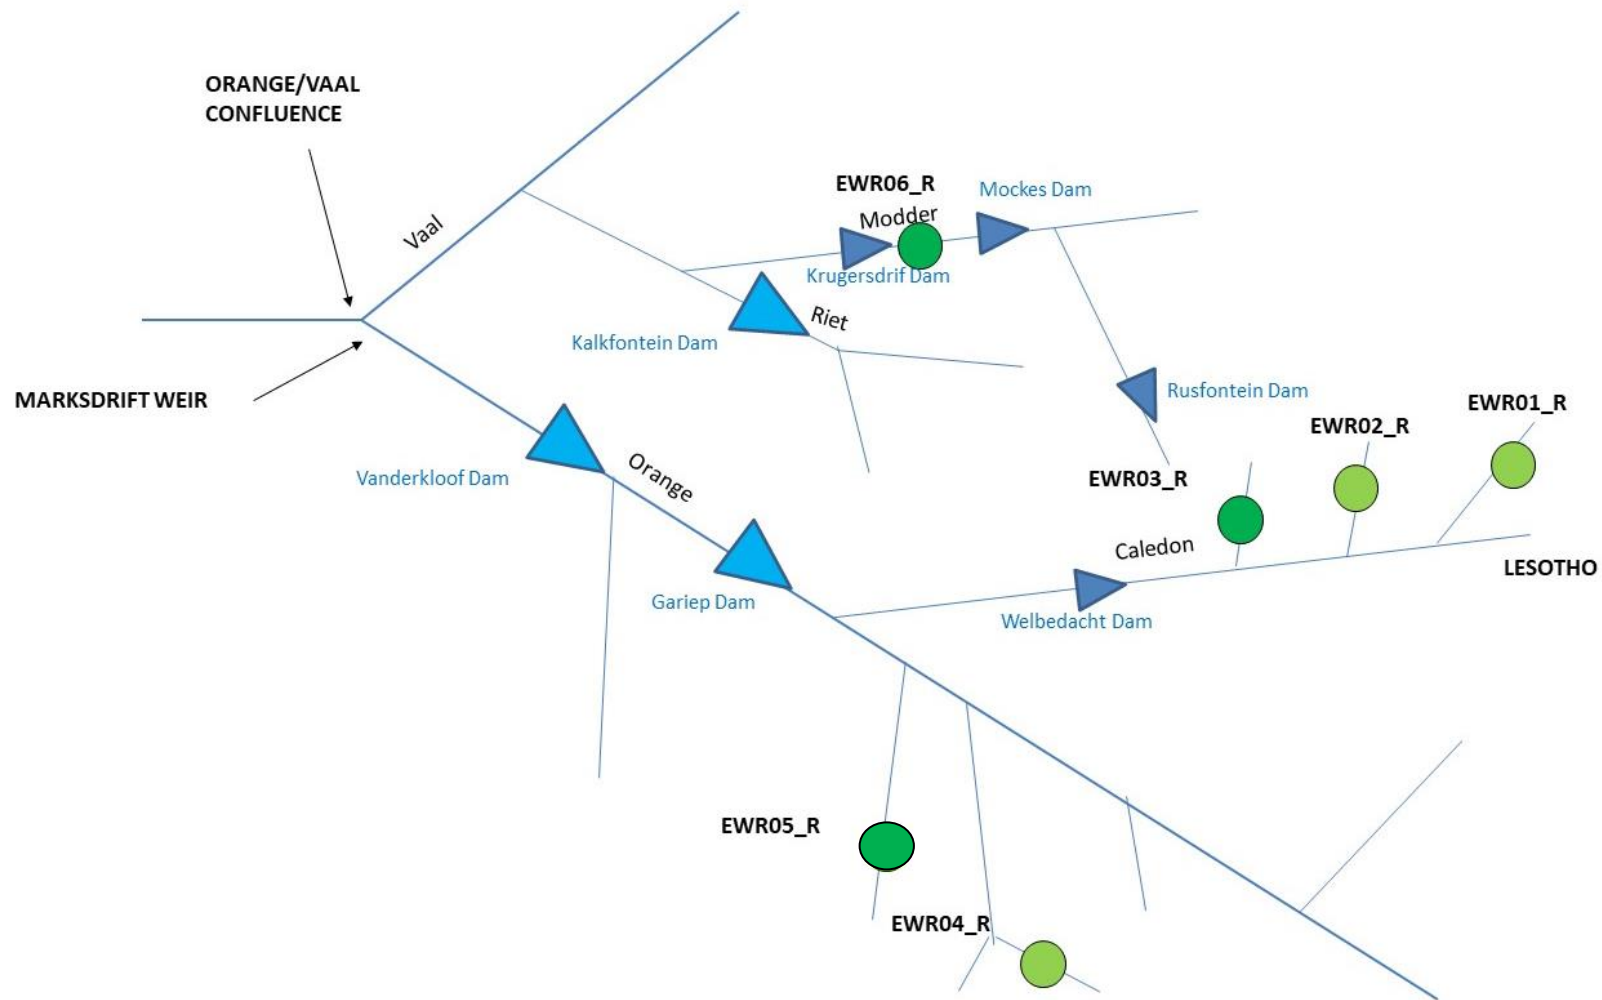 ORANGE/VAAL
CONFLUENCE
Vaal
EWR06_R
Mockes Dam
Modder
Krugersdrif Dam
Riet
Kalkfontein Dam
MARKSDRIFT WEIR
Rusfontein Dam
EWR01_R
EWR02_R
Vanderkloof Dam
Orange
EWR03_R
Caledon
LESOTHO
Gariep Dam
Welbedacht Dam
EWR05_R
EWR04_R